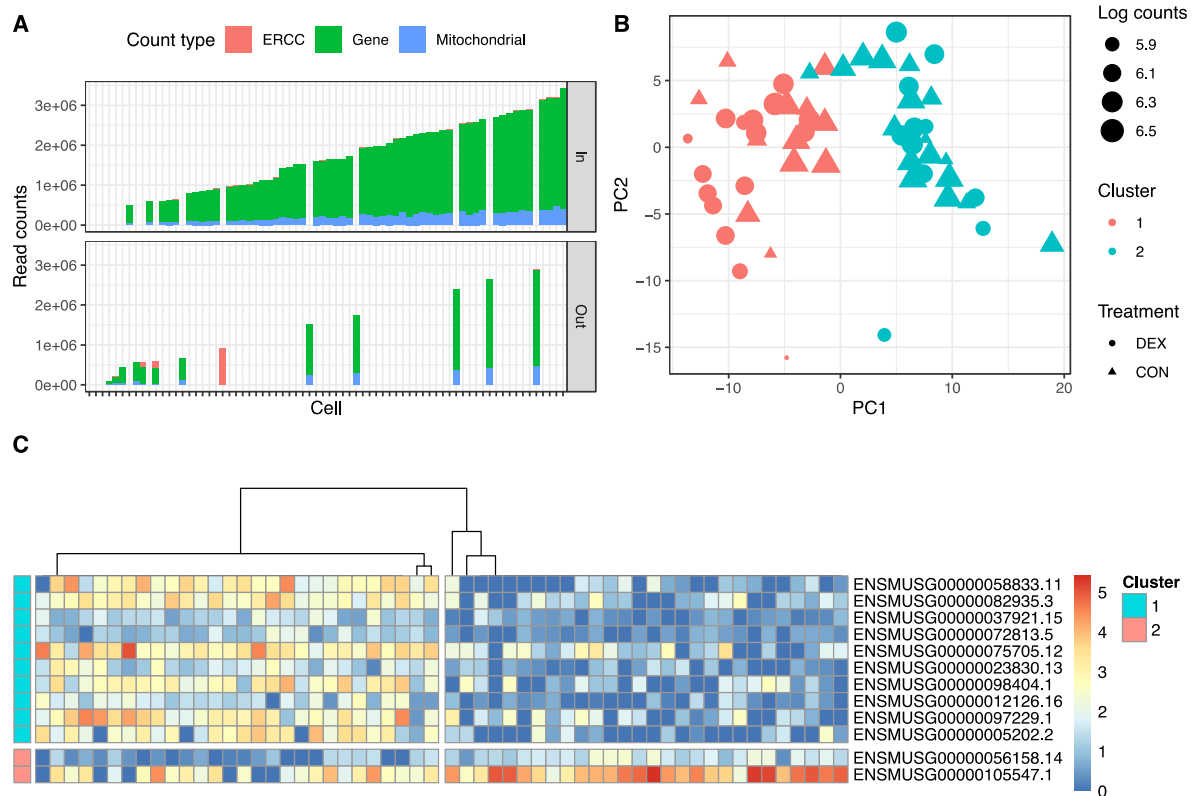 A
Count type
ERCC
Gene
Mitochondrial
Read counts
3e+06
2e+06
1e+06
0e+00
In
3e+06
2e+06
1e+06
0e+00
Out
Cell
B
PC2
5
0
−5
−10
−15
−10
0
10
20
PC1
Log counts
5.9
6.1
6.3
6.5
Cluster
1
2
Treatment
DEX
CON
C
ENSMUSG00000058833.11
ENSMUSG00000082935.3
ENSMUSG00000037921.15
ENSMUSG00000072813.5
ENSMUSG00000075705.12
ENSMUSG00000023830.13
ENSMUSG00000098404.1
ENSMUSG00000012126.16
ENSMUSG00000097229.1
ENSMUSG00000005202.2
ENSMUSG00000056158.14
ENSMUSG00000105547.1
5
4
3
2
1
0
Cluster
1
2